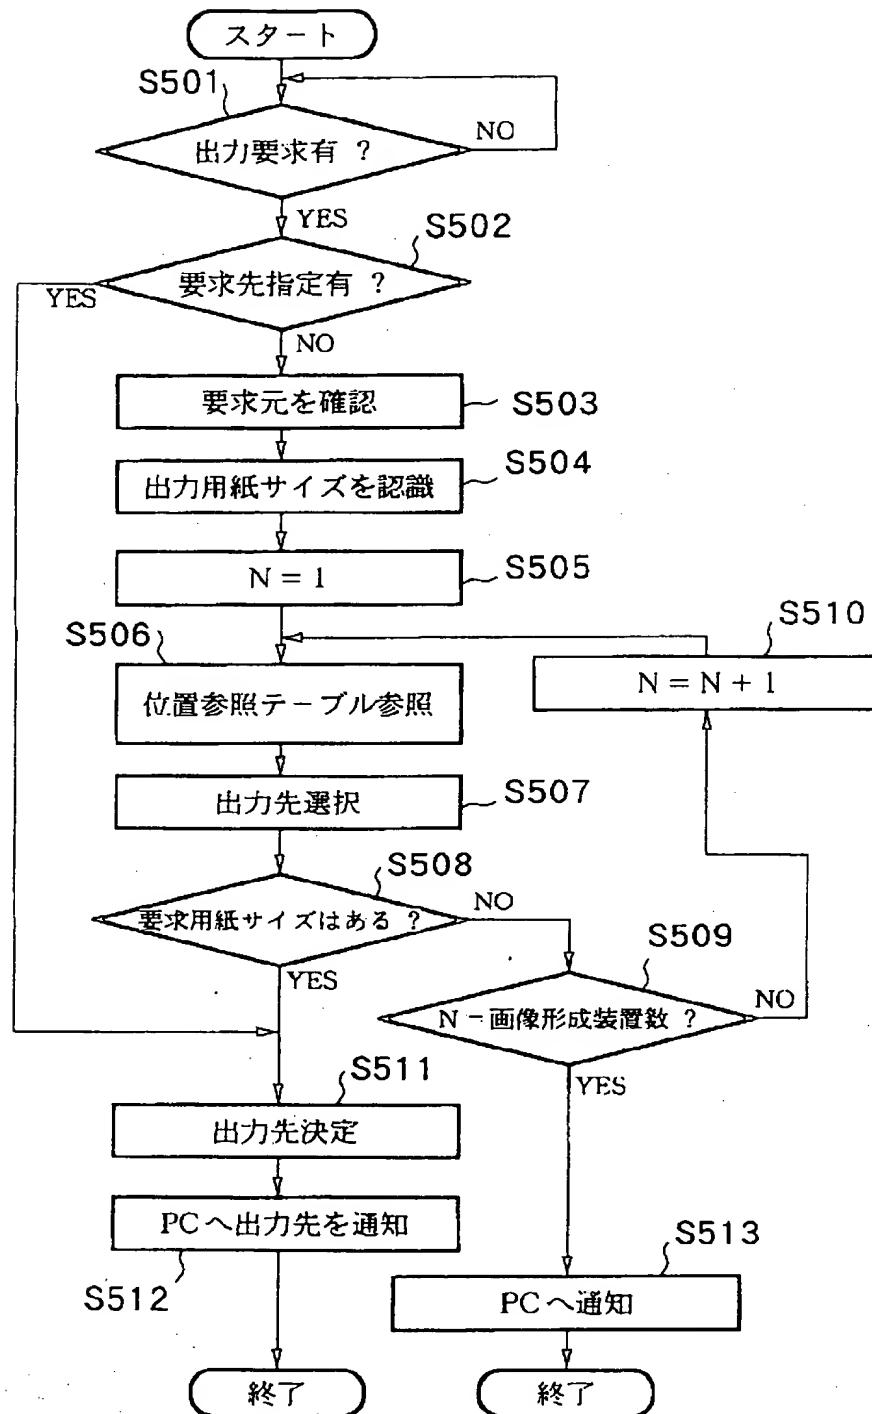 スタート
S501
出力要求有 ?
NO
YES
S502
要求先指定有 ?
YES
NO
要求元を確認
S503
出力用紙サイズを認識
S504
N = 1
S505
S506
位置参照テーブル参照
S510
N = N + 1
出力先選択
S507
S508
要求用紙サイズはある ?
NO
YES
S509
N - 画像形成装置数 ?
NO
YES
S511
出力先決定
PCへ出力先を通知
S512
S513
PCへ通知
終了
終了